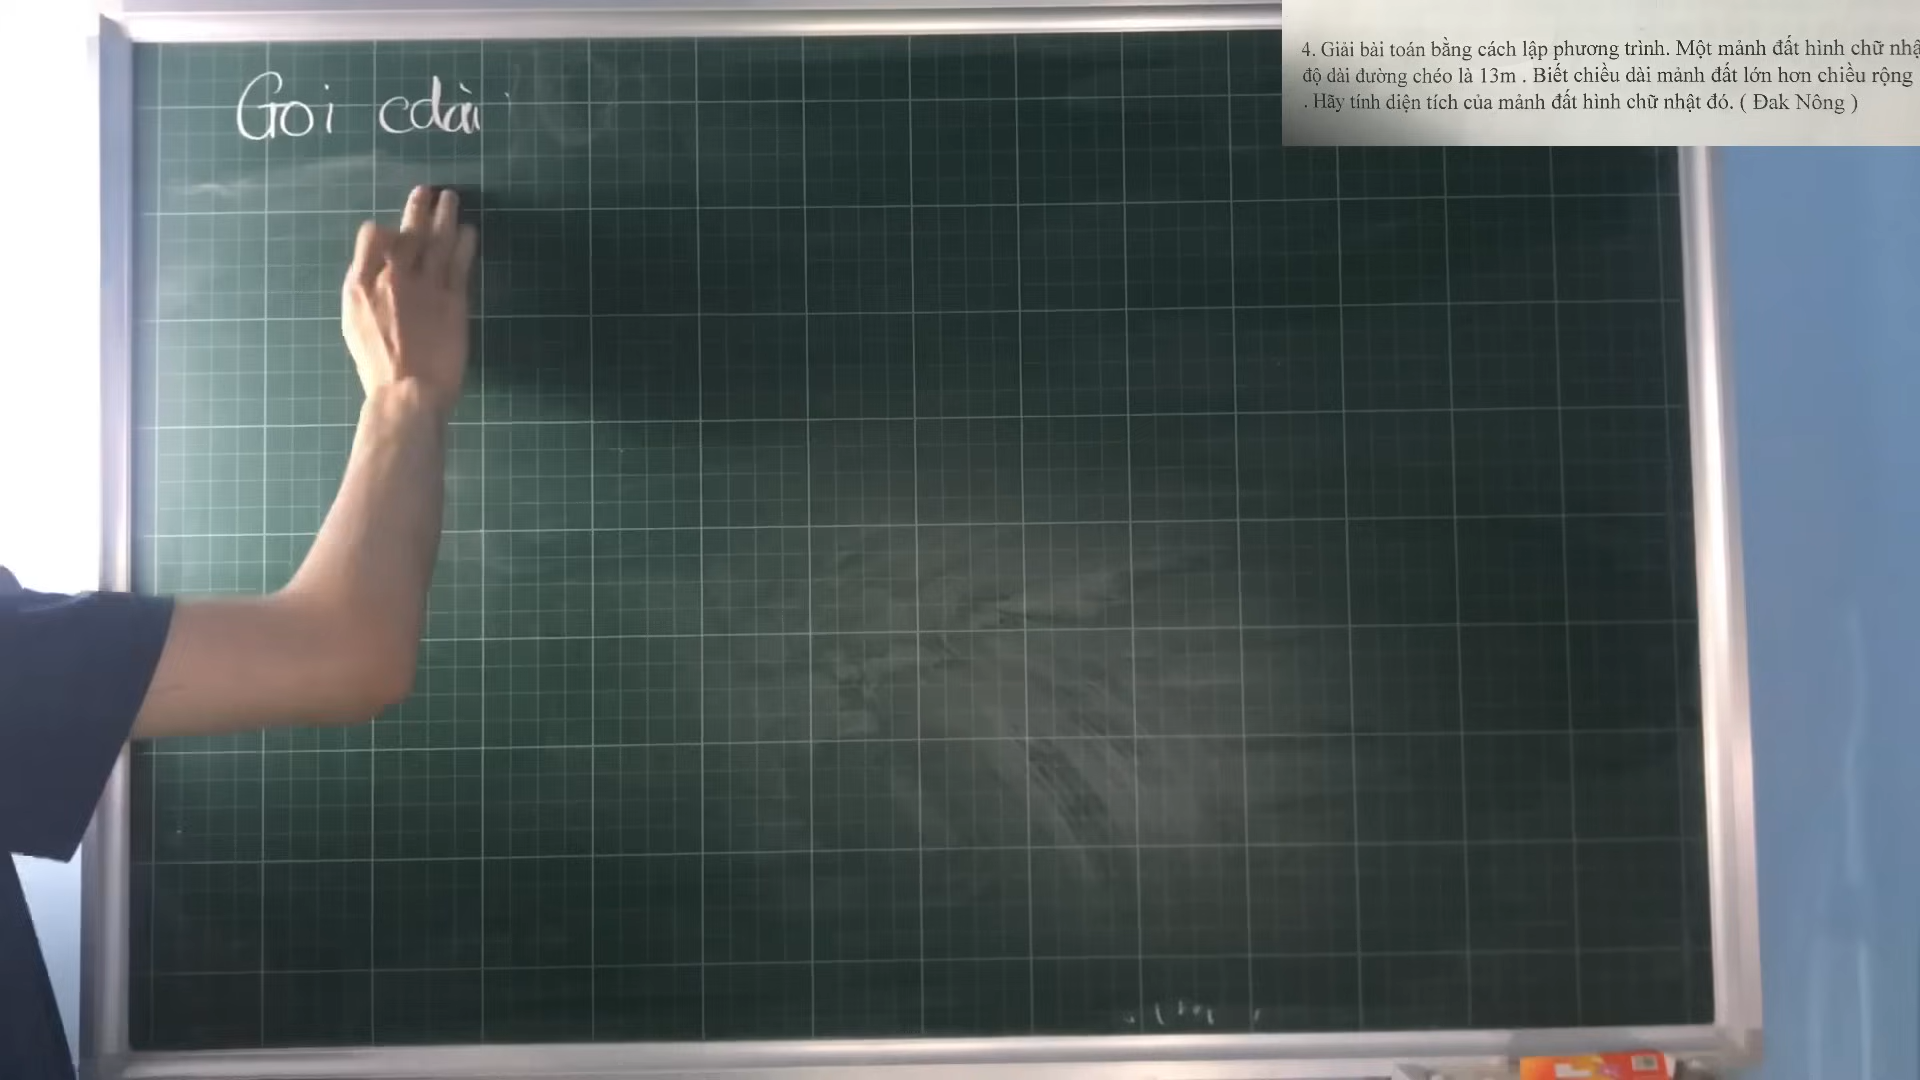 Gọi cdài
4. Giải bài toán bằng cách lập phương trình. Một mảnh đất hình chữ nhậ
độ dài đường chéo là 13m . Biết chiều dài mảnh đất lớn hơn chiều rộng
. Hãy tính diện tích của mảnh đất hình chữ nhật đó. ( Đak Nông )